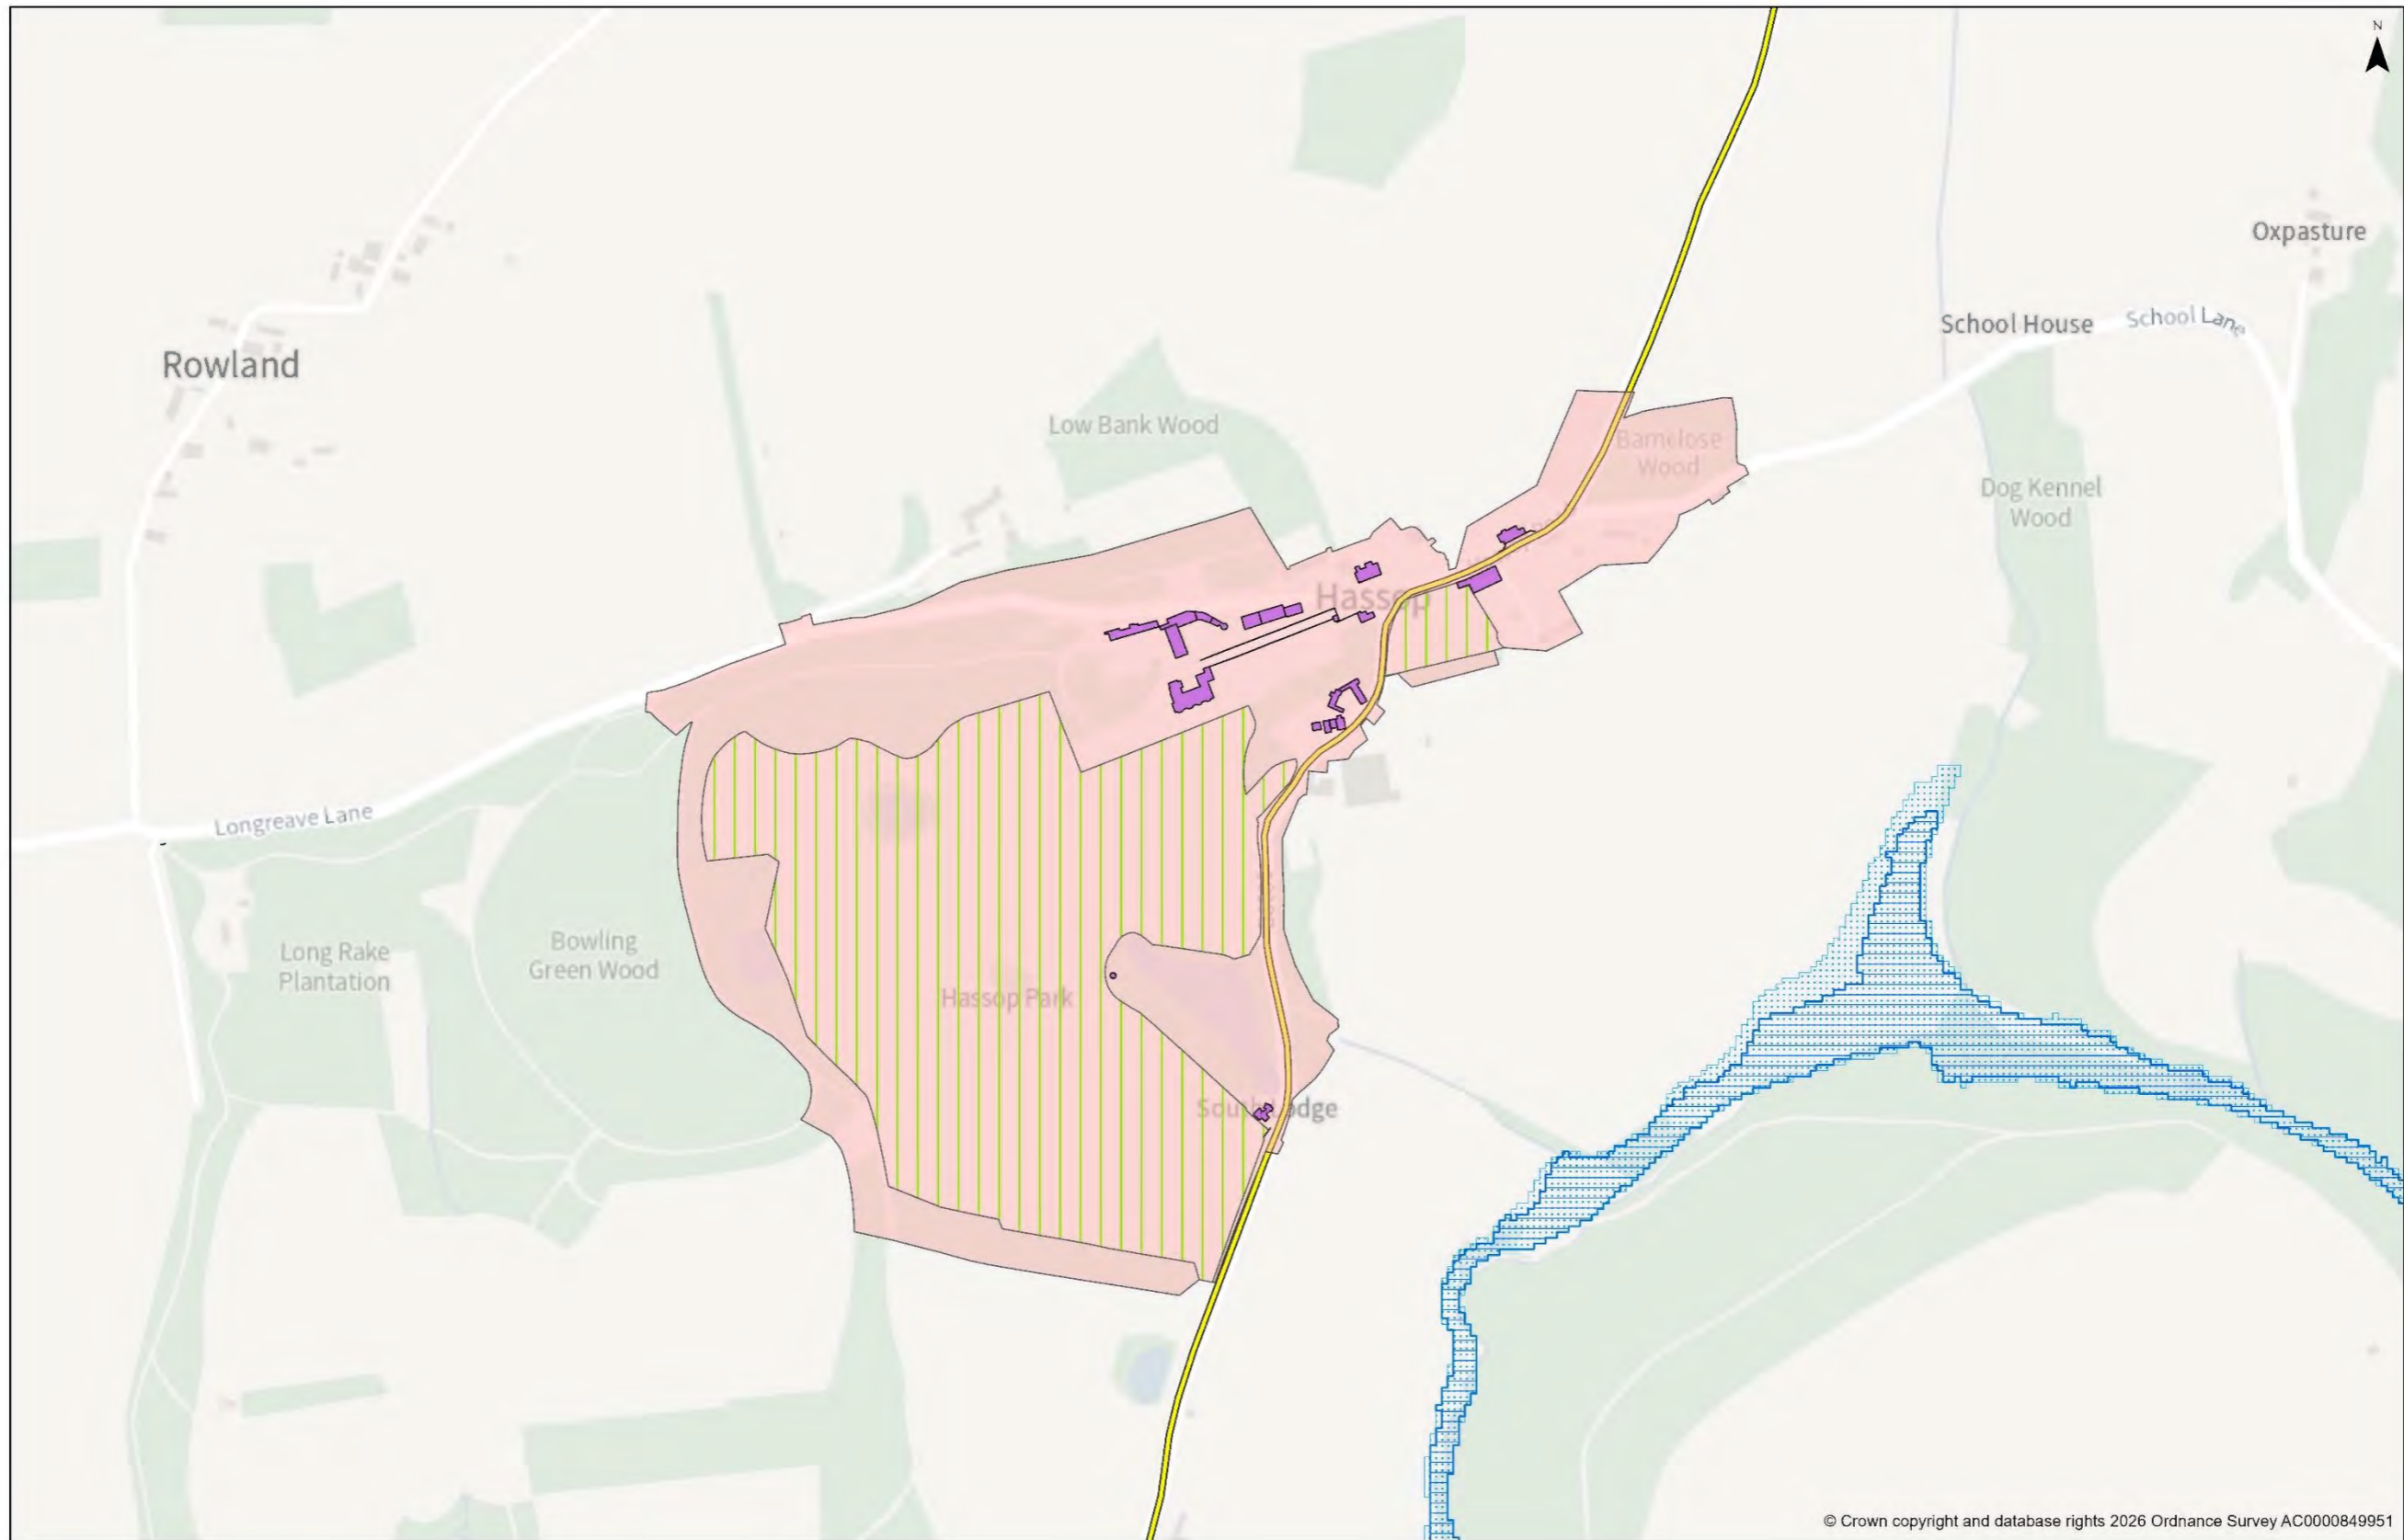 N
Oxpasture
School House
School Lane
Rowland
Low Bank Wood
Barnclose
Wood
Dog Kennel
Wood
Hassop
Longreave Lane
Long Rake
Plantation
Bowling
Green Wood
Hassop Park
South Lodge
© Crown copyright and database rights 2026 Ordnance Survey AC0000849951